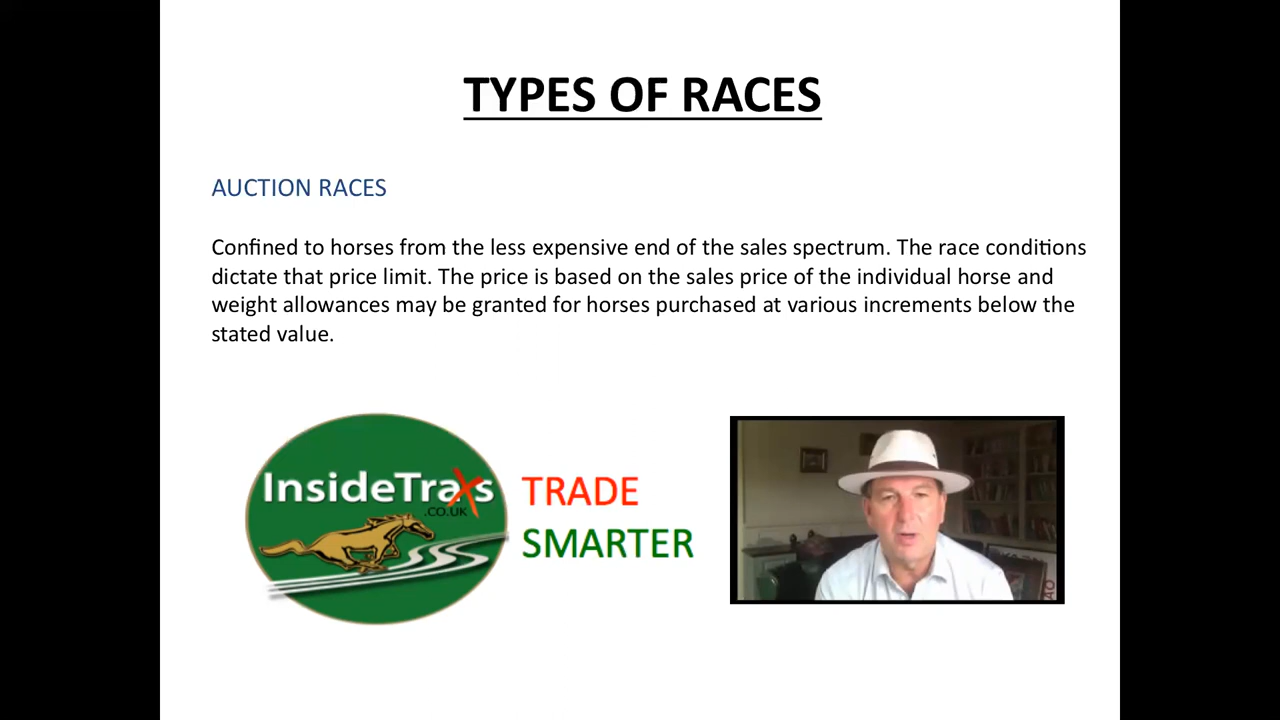 TYPES OF RACES
AUCTION RACES
Confined to horses from the less expensive end of the sales spectrum. The race conditions
dictate that price limit. The price is based on the sales price of the individual horse and
weight allowances may be granted for horses purchased at various increments below the
stated value.
InsideTraXs
.CO.UK
TRADE
SMARTER